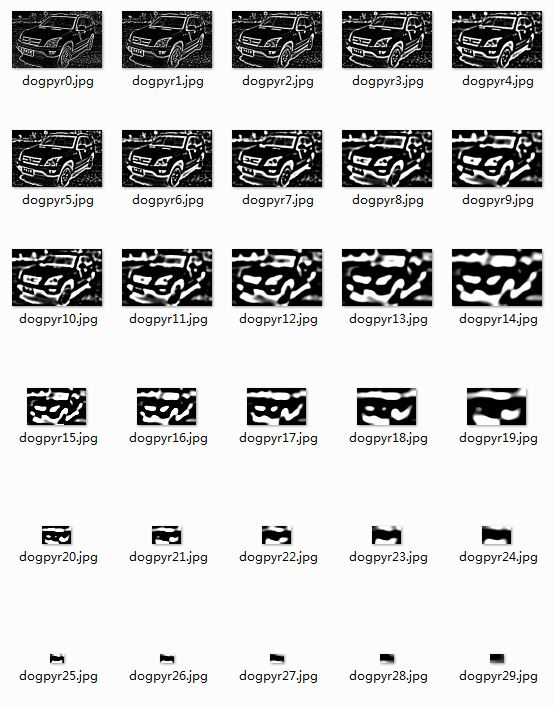 dogpyr0.jpg dogpyr1.jpg dogpyr2.jpg dogpyr3.jpg dogpyr4.jpg
dogpyr5.jpg dogpyr6.jpg dogpyr7.jpg dogpyr8.jpg dogpyr9.jpg
dogpyr10.jpg dogpyr11.jpg dogpyr12.jpg dogpyr13.jpg dogpyr14.jpg
dogpyr15.jpg dogpyr16.jpg dogpyr17.jpg dogpyr18.jpg dogpyr19.jpg
dogpyr20.jpg dogpyr21.jpg dogpyr22.jpg dogpyr23.jpg dogpyr24.jpg
dogpyr25.jpg dogpyr26.jpg dogpyr27.jpg dogpyr28.jpg dogpyr29.jpg